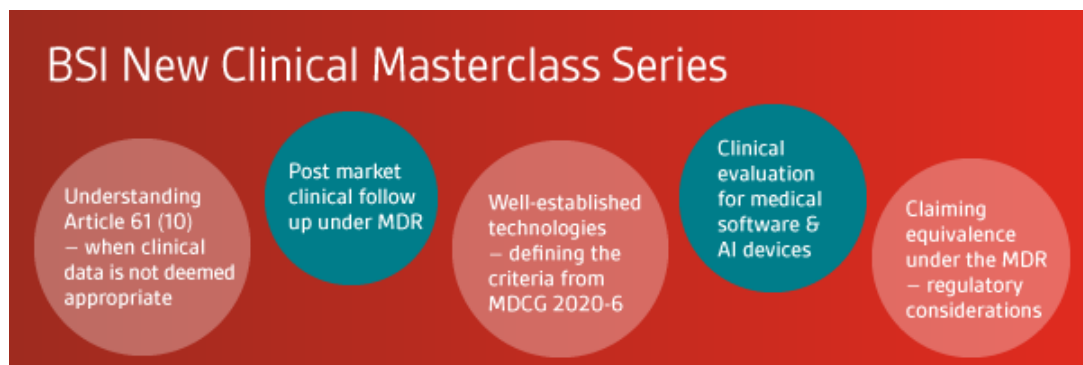 BSI New Clinical Masterclass Series
Understanding
Article 61 (10)
– when clinical
data is not deemed
appropriate
Post market
clinical follow
up under MDR
Well-established
technologies
– defining the
criteria from
MDCG 2020-6
Clinical
evaluation
for medical
software &
AI devices
Claiming
equivalence
under the MDR
– regulatory
considerations